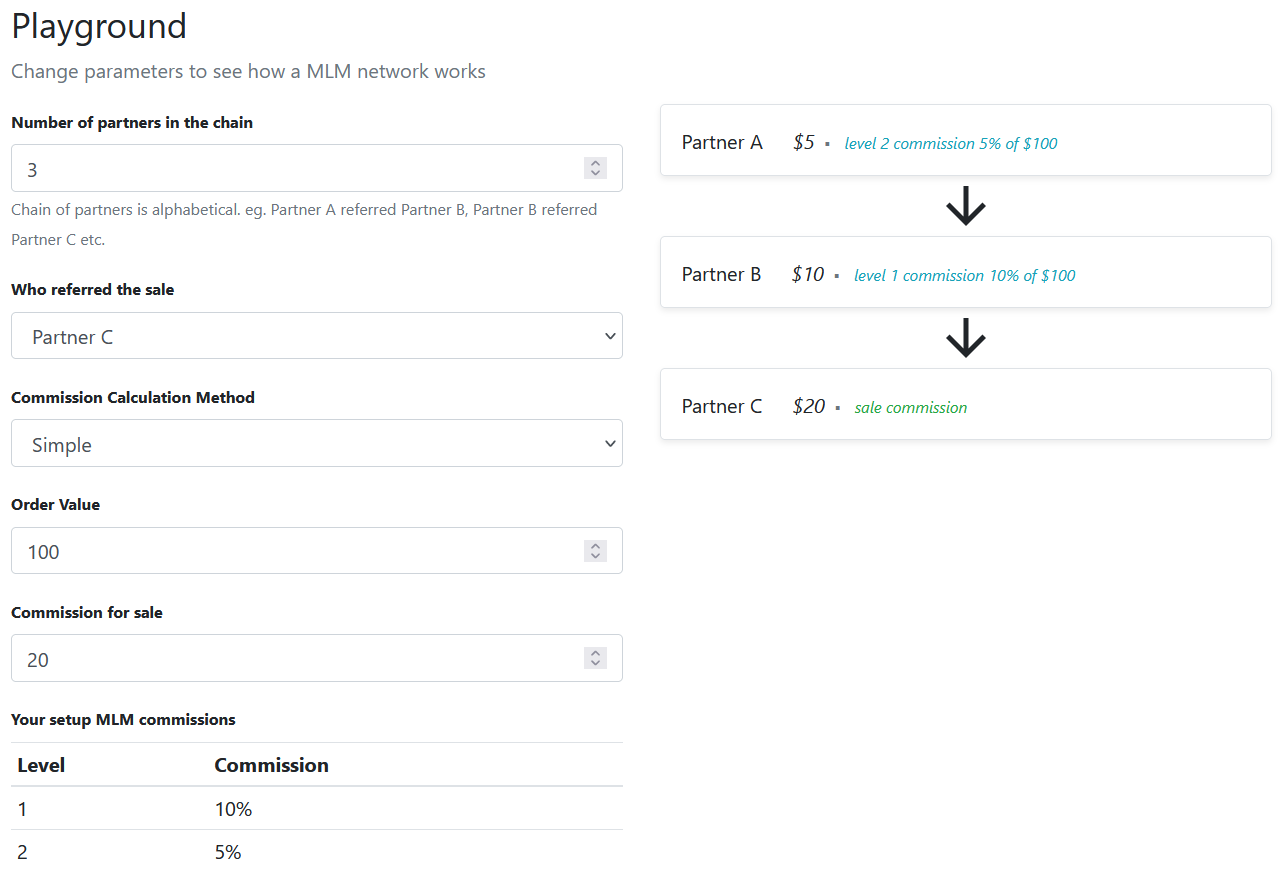 Playground
Change parameters to see how a MLM network works
Number of partners in the chain
3
Chain of partners is alphabetical. eg. Partner A referred Partner B, Partner B referred
Partner C etc.
Who referred the sale
Partner C
Commission Calculation Method
Simple
Order Value
100
Commission for sale
20
Your setup MLM commissions
Level Commission
1 10%
2 5%
Partner A $5 ▪ level 2 commission 5% of $100
Partner B $10 ▪ level 1 commission 10% of $100
Partner C $20 ▪ sale commission